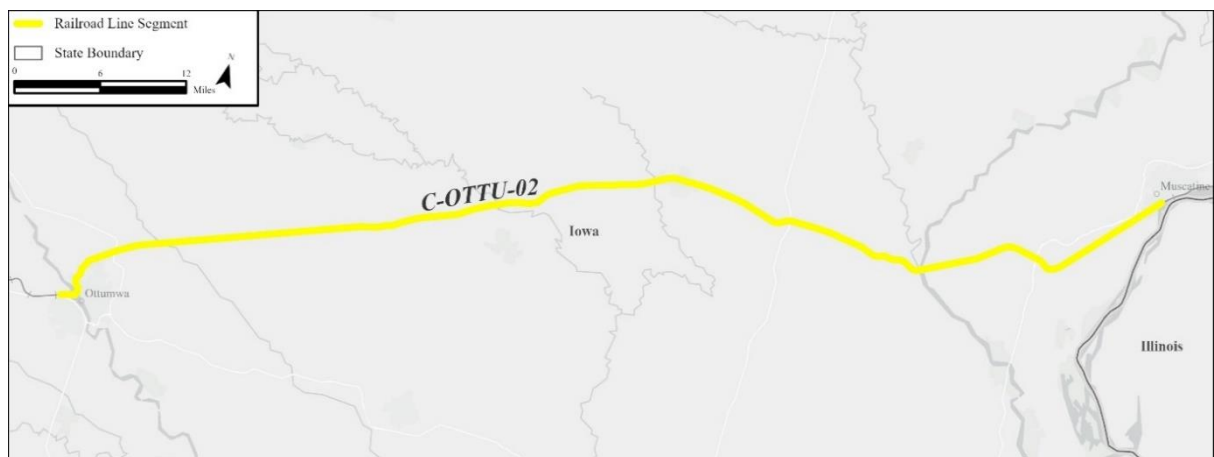 Railroad Line Segment
State Boundary
N
0 6 12
Miles
C-OTTU-02
Iowa
Muscatine
Ottumwa
Illinois